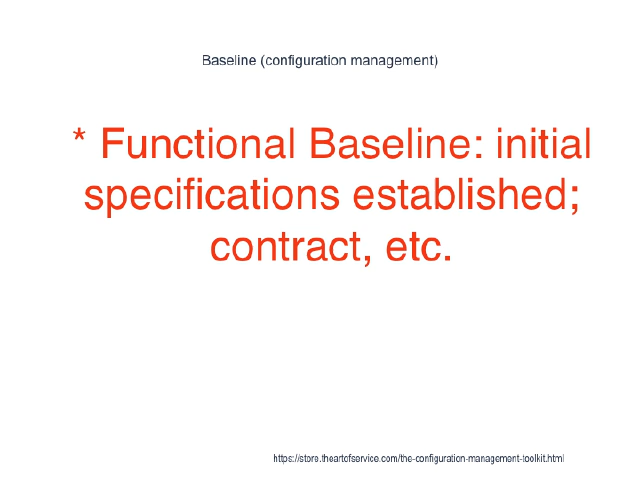 Baseline (configuration management)
* Functional Baseline: initial
specifications established;
contract, etc.
https://store.theartofservice.com/the-configuration-management-toolkit.html